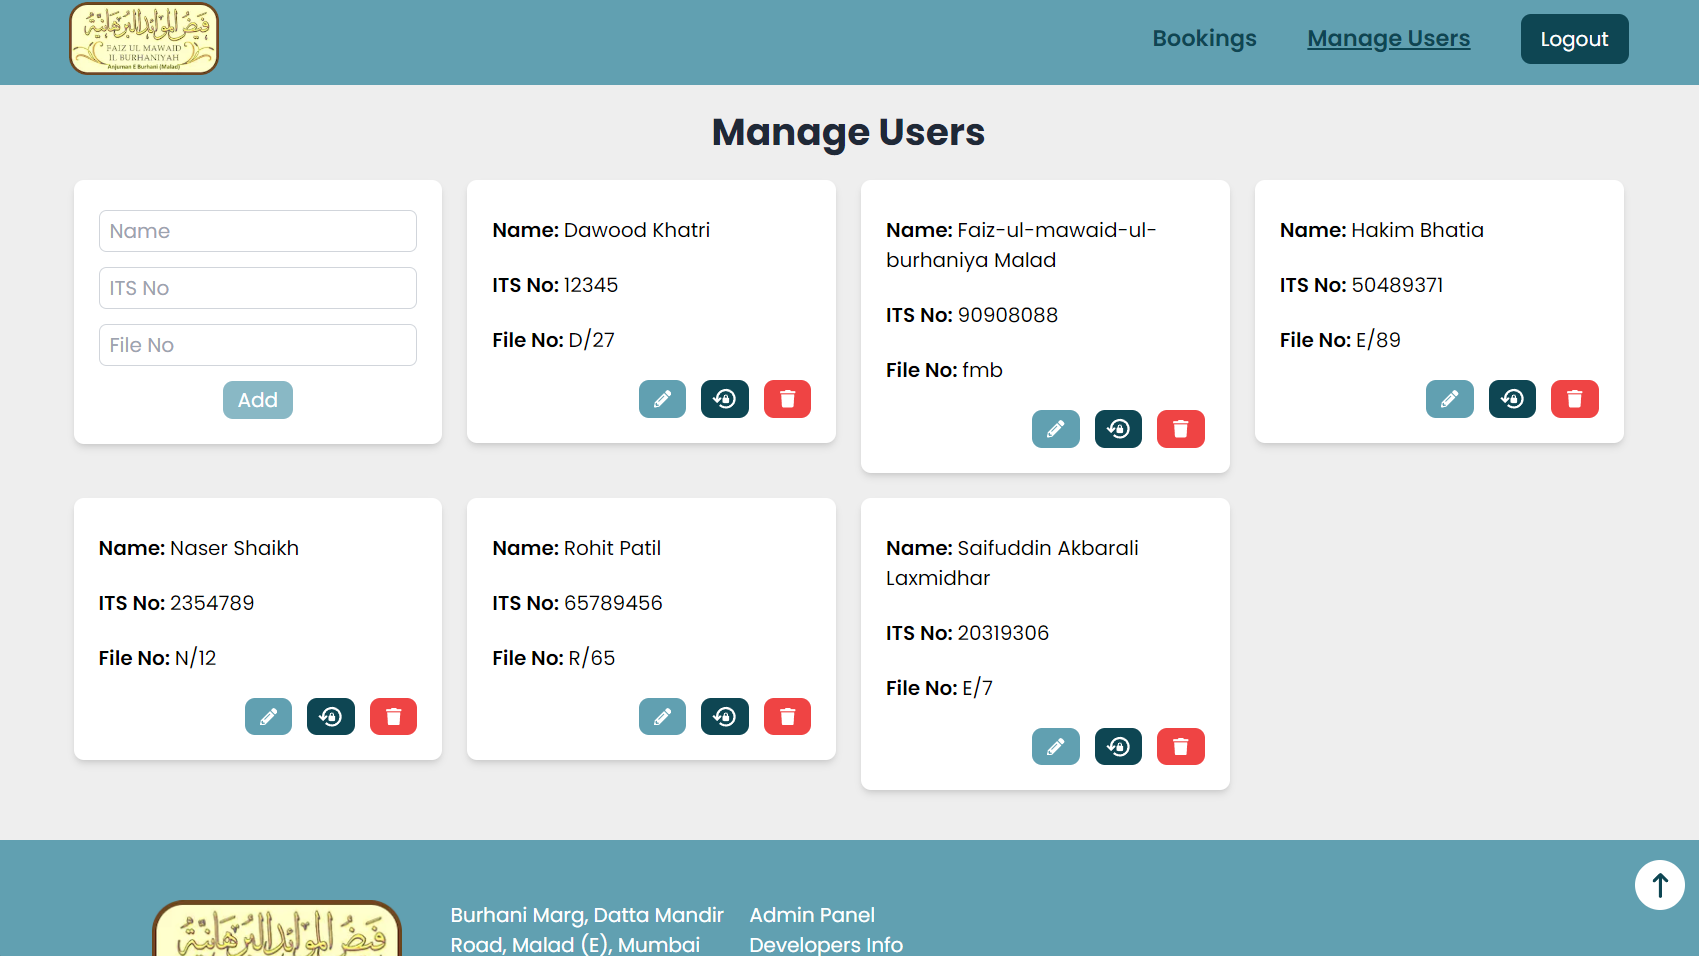 فيض الموائد البرهانية
FAIZ UL MAWAID
IL BURHANIYAH
Anjuman E Burhani (Malad)
Bookings
Manage Users
Logout
Manage Users
Name
ITS No
File No
Add
Name: Dawood Khatri
ITS No: 12345
File No: D/27
Name: Faiz-ul-mawaid-ul-
burhaniya Malad
ITS No: 90908088
File No: fmb
Name: Hakim Bhatia
ITS No: 50489371
File No: E/89
Name: Naser Shaikh
ITS No: 2354789
File No: N/12
Name: Rohit Patil
ITS No: 65789456
File No: R/65
Name: Saifuddin Akbarali
Laxmidhar
ITS No: 20319306
File No: E/7
فيض الموائد البرهانية
Burhani Marg, Datta Mandir
Road, Malad (E), Mumbai
Admin Panel
Developers Info